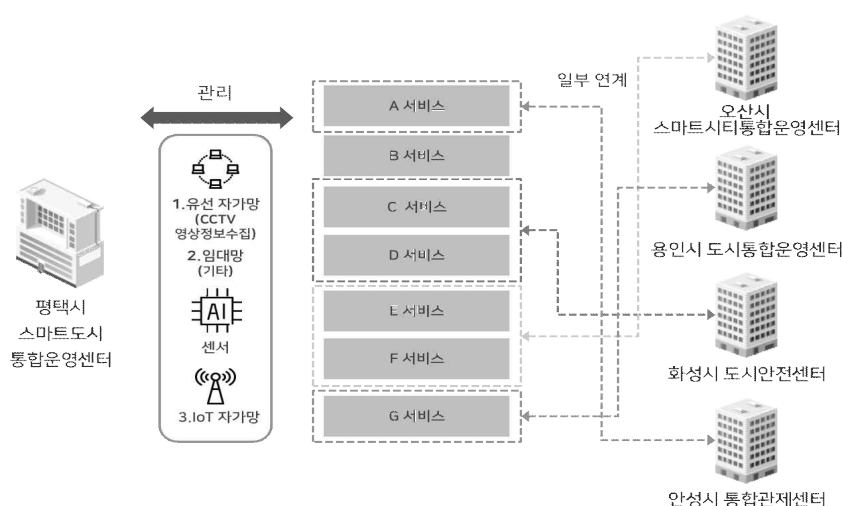 관리
일부 연계
A 서비스
B 서비스
C 서비스
D 서비스
E 서비스
F 서비스
G 서비스
1.유선 자가망
(CCTV
영상정보수집)
2.임대망
(기타)
AI
센서
3.IoT 자가망
평택시
스마트도시
통합운영센터
오산시
스마트시티통합운영센터
용인시 도시통합운영센터
화성시 도시안전센터
안성시 통합관제센터